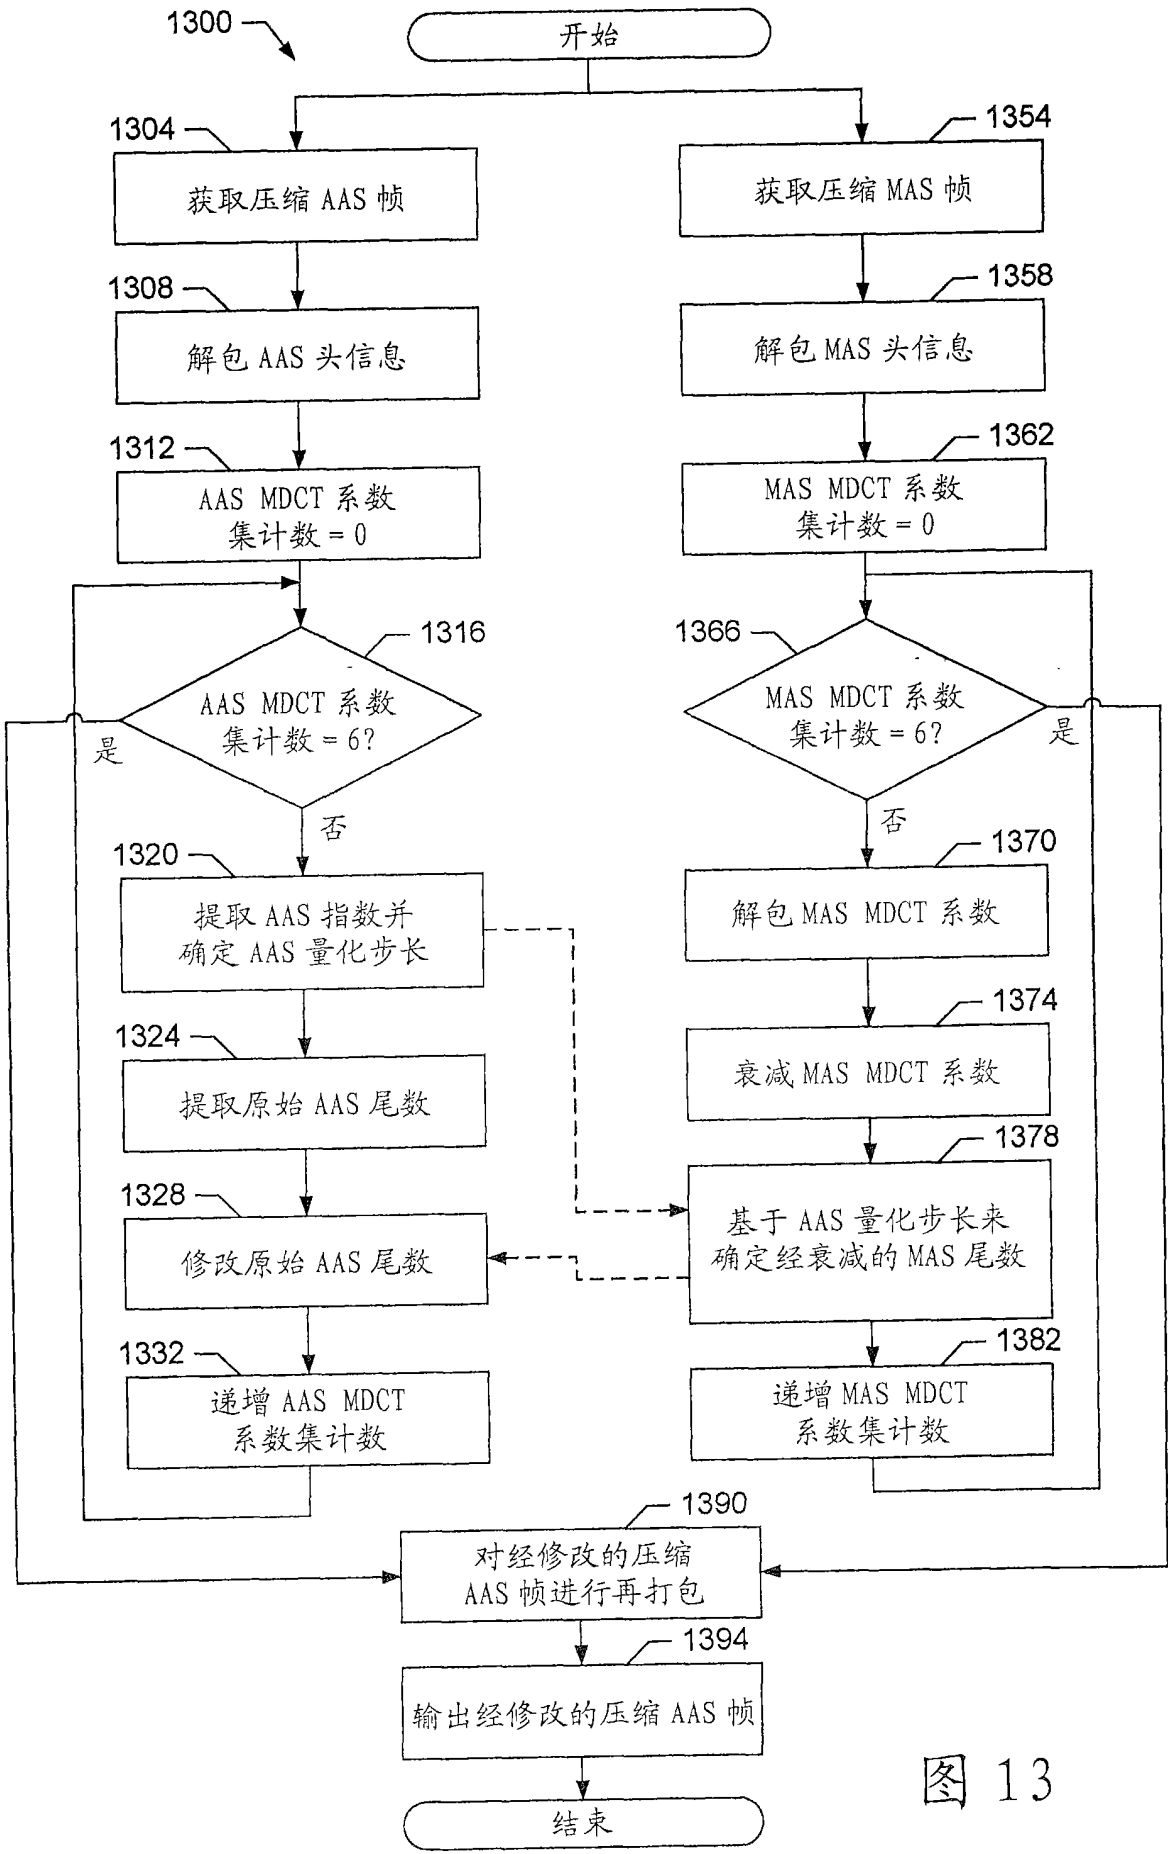 1300
开始
1304
获取压缩 AAS 帧
1308
解包 AAS 头信息
1312
AAS MDCT 系数
集计数 = 0
1316
AAS MDCT 系数
集计数 = 6?
是
否
1320
提取 AAS 指数并
确定 AAS 量化步长
1324
提取原始 AAS 尾数
1328
修改原始 AAS 尾数
1332
递增 AAS MDCT
系数集计数
1354
获取压缩 MAS 帧
1358
解包 MAS 头信息
1362
MAS MDCT 系数
集计数 = 0
1366
MAS MDCT 系数
集计数 = 6?
是
否
1370
解包 MAS MDCT 系数
1374
衰减 MAS MDCT 系数
1378
基于 AAS 量化步长来
确定经衰减的 MAS 尾数
1382
递增 MAS MDCT
系数集计数
1390
对经修改的压缩
AAS 帧进行再打包
1394
输出经修改的压缩 AAS 帧
结束
图 13